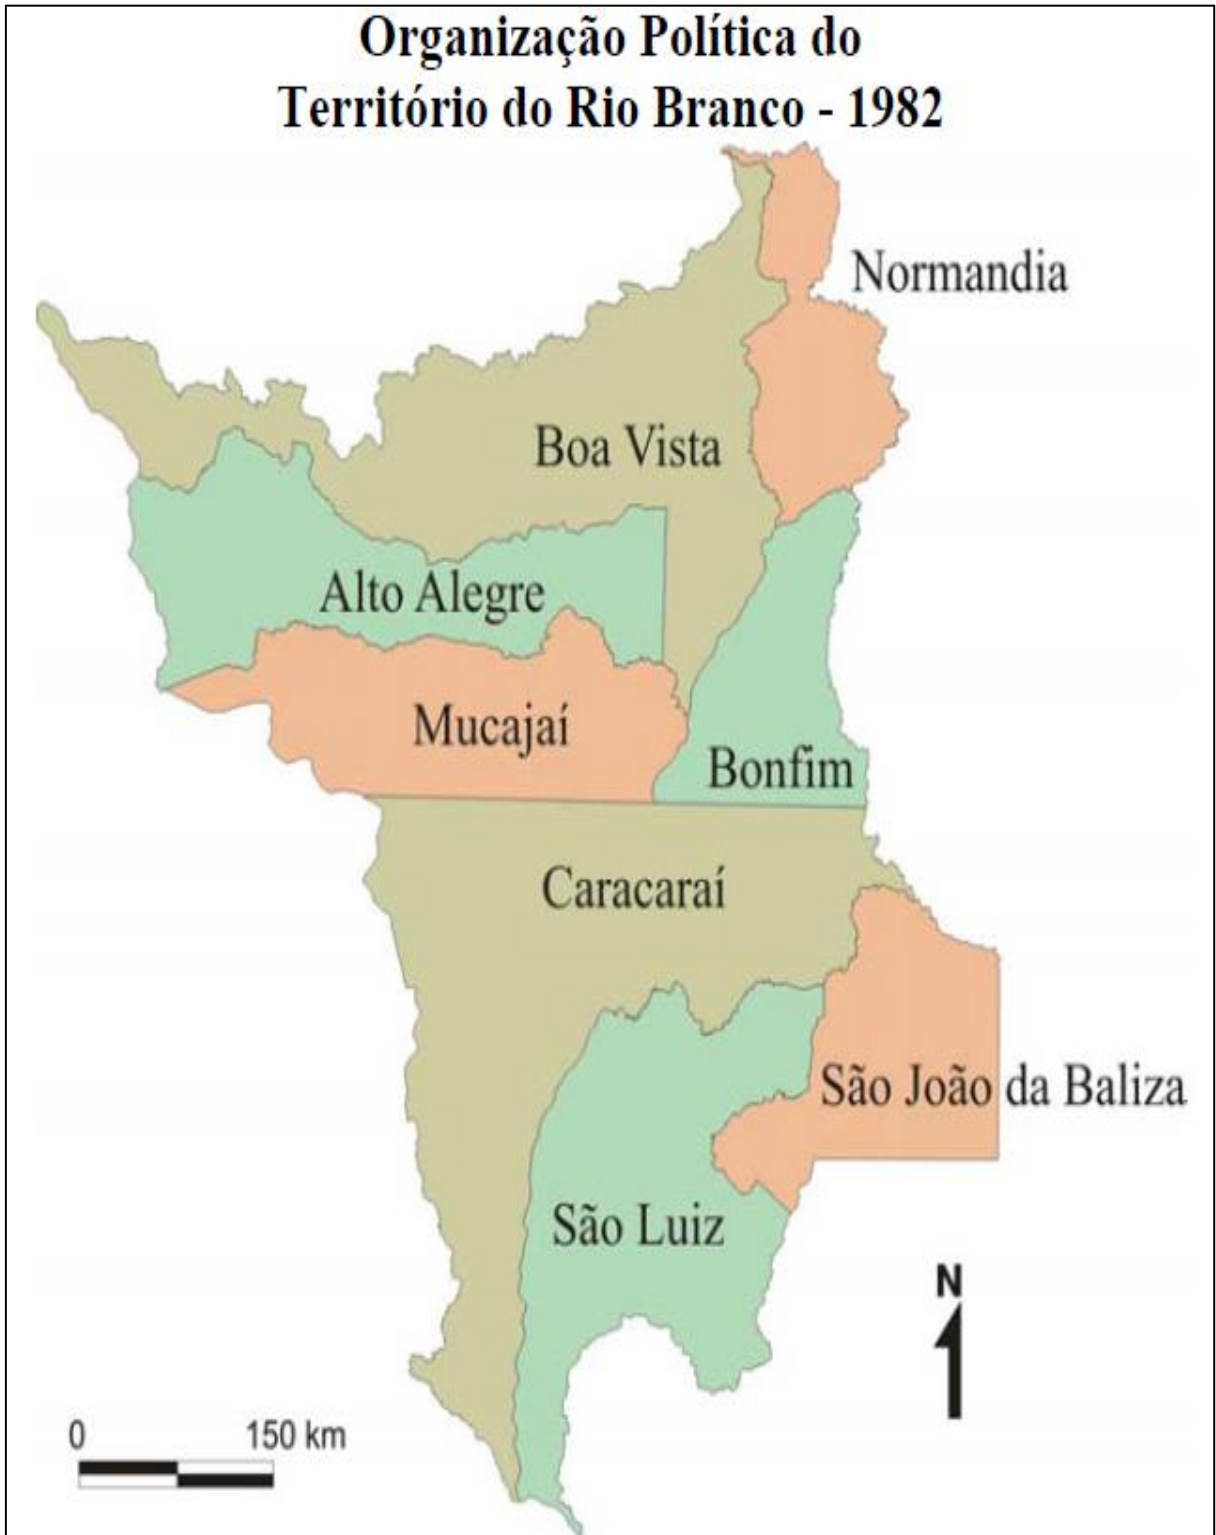 Organização Política do
Território do Rio Branco - 1982
Normandia
Boa Vista
Alto Alegre
Mucajaí
Bonfim
Caracaraí
São João da Baliza
São Luiz
N
0 150 km